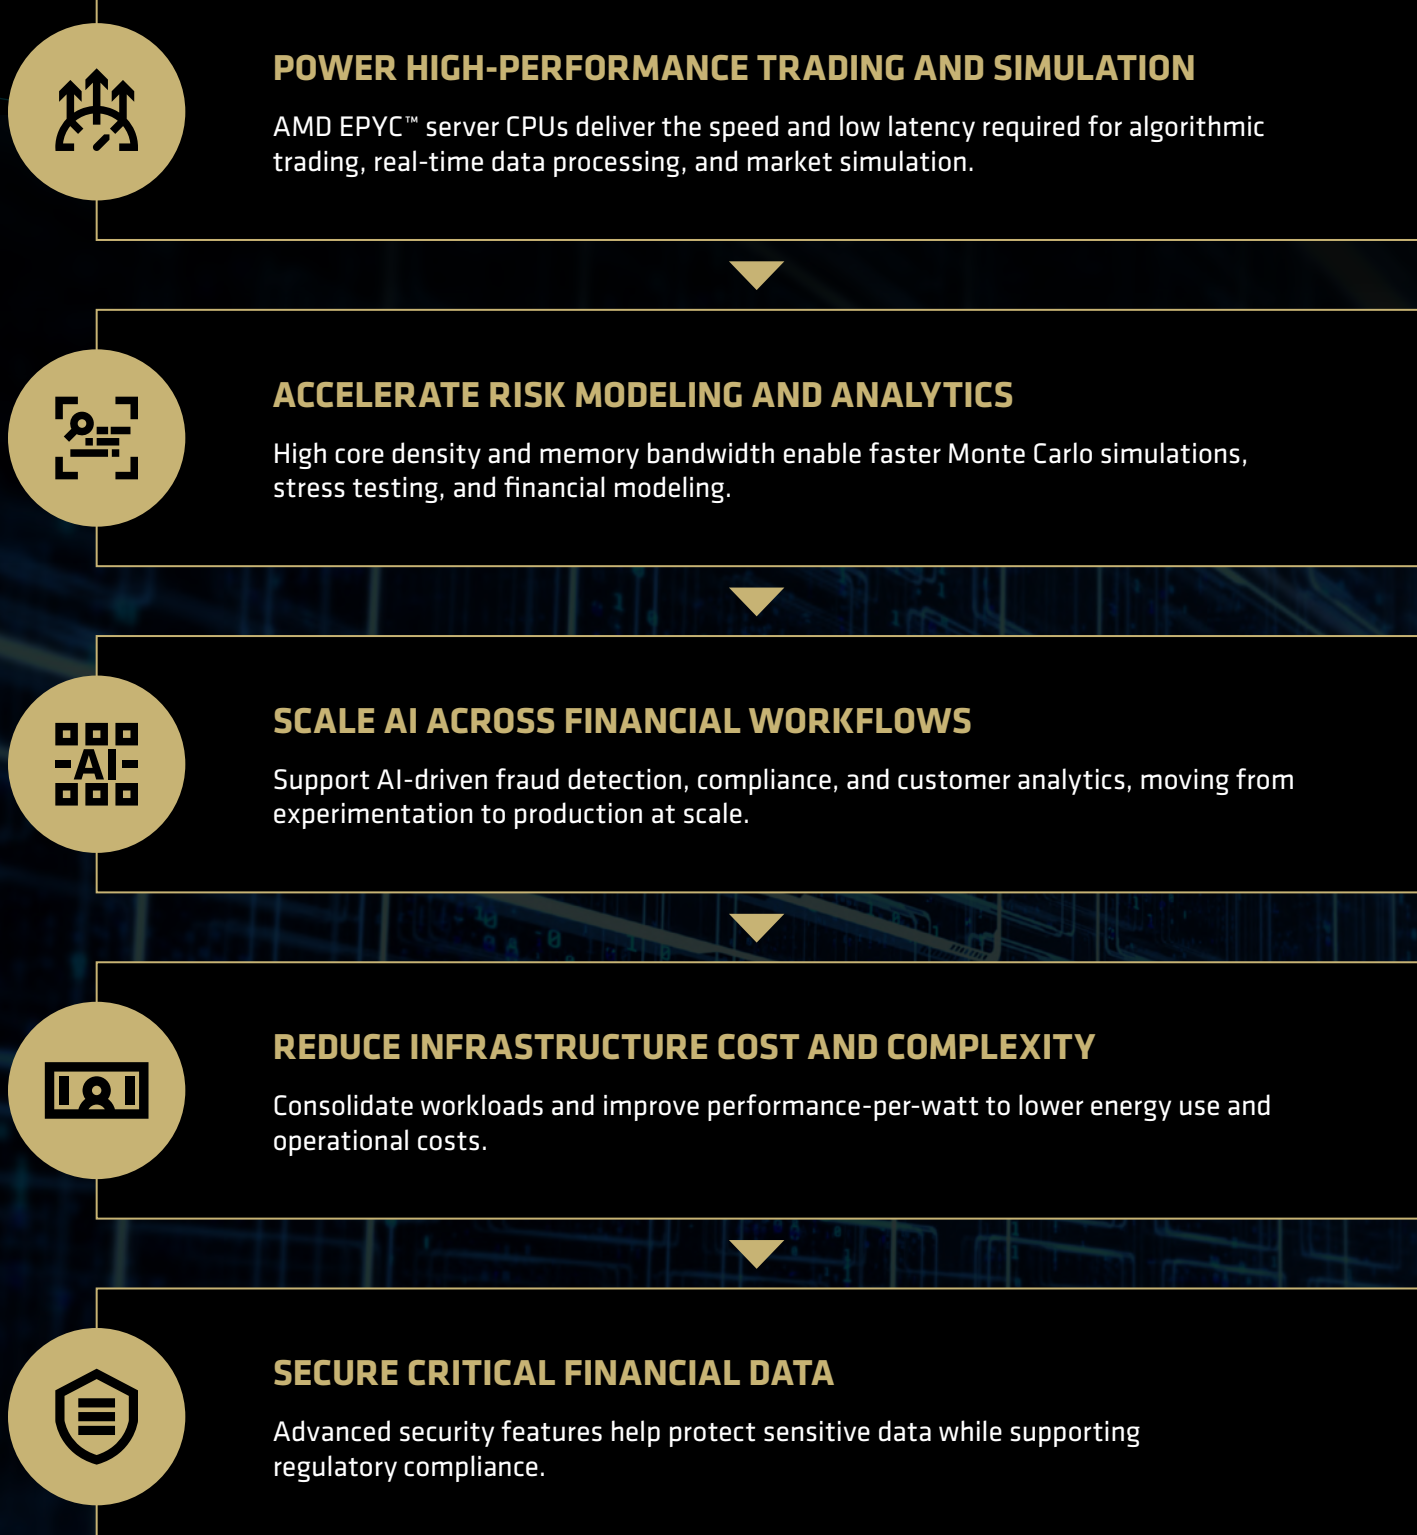 POWER HIGH-PERFORMANCE TRADING AND SIMULATION
AMD EPYC™ server CPUs deliver the speed and low latency required for algorithmic
trading, real-time data processing, and market simulation.
ACCELERATE RISK MODELING AND ANALYTICS
High core density and memory bandwidth enable faster Monte Carlo simulations,
stress testing, and financial modeling.
AI
SCALE AI ACROSS FINANCIAL WORKFLOWS
Support AI-driven fraud detection, compliance, and customer analytics, moving from
experimentation to production at scale.
REDUCE INFRASTRUCTURE COST AND COMPLEXITY
Consolidate workloads and improve performance-per-watt to lower energy use and
operational costs.
SECURE CRITICAL FINANCIAL DATA
Advanced security features help protect sensitive data while supporting
regulatory compliance.